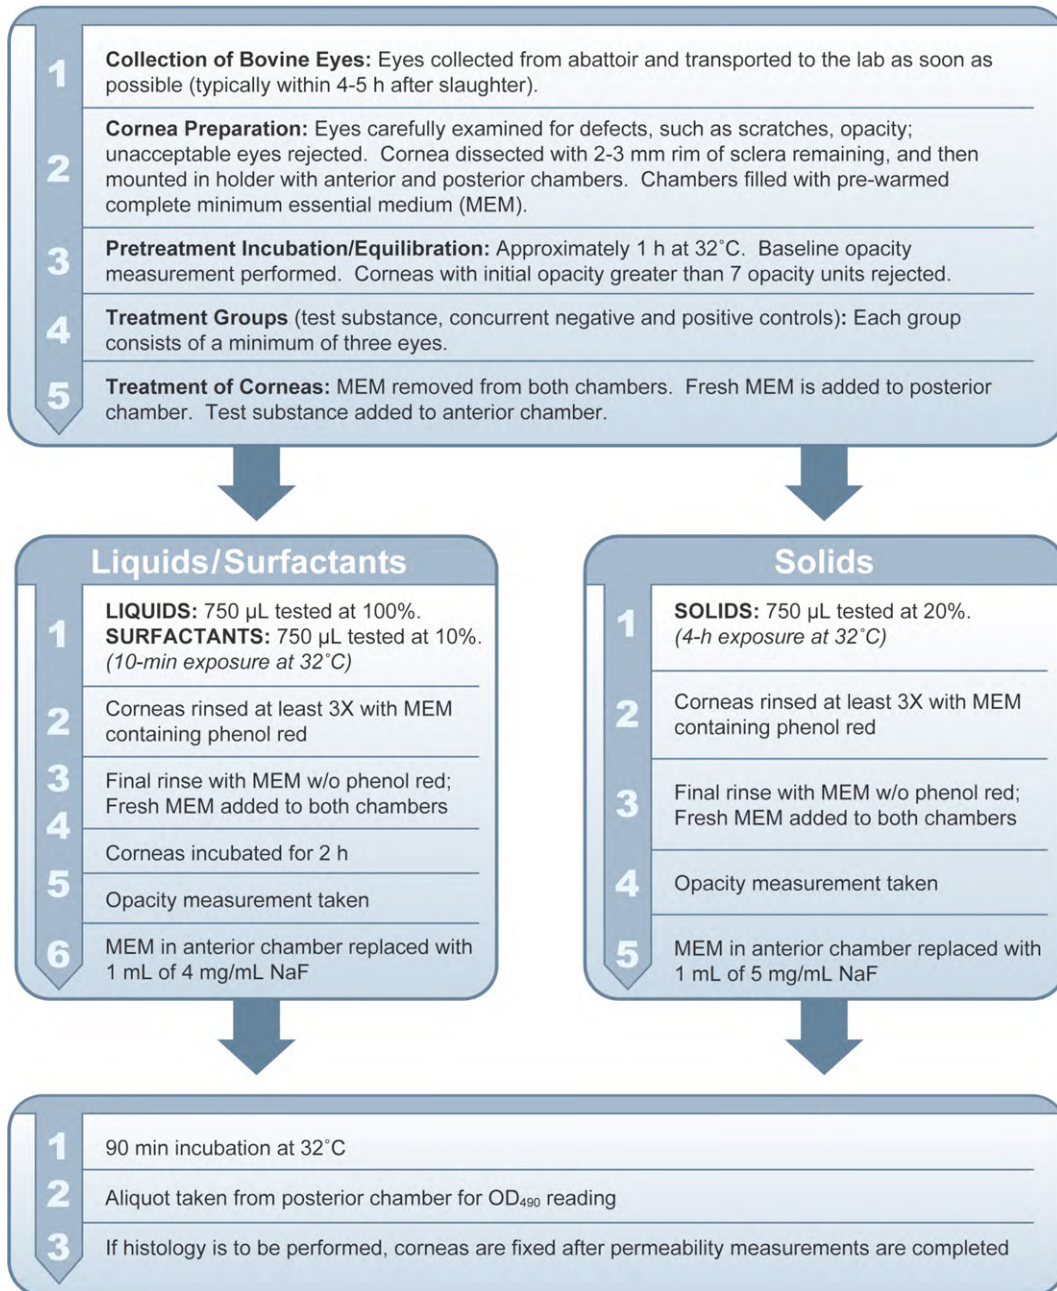 1
Collection of Bovine Eyes: Eyes collected from abattoir and transported to the lab as soon as
possible (typically within 4-5 h after slaughter).
2
Cornea Preparation: Eyes carefully examined for defects, such as scratches, opacity;
unacceptable eyes rejected. Cornea dissected with 2-3 mm rim of sclera remaining, and then
mounted in holder with anterior and posterior chambers. Chambers filled with pre-warmed
complete minimum essential medium (MEM).
3
Pretreatment Incubation/Equilibration: Approximately 1 h at 32˚C. Baseline opacity
measurement performed. Corneas with initial opacity greater than 7 opacity units rejected.
4
Treatment Groups (test substance, concurrent negative and positive controls): Each group
consists of a minimum of three eyes.
5
Treatment of Corneas: MEM removed from both chambers. Fresh MEM is added to posterior
chamber. Test substance added to anterior chamber.
Liquids/Surfactants
1
LIQUIDS: 750 µL tested at 100%.
SURFACTANTS: 750 µL tested at 10%.
(10-min exposure at 32˚C)
2
Corneas rinsed at least 3X with MEM
containing phenol red
3
Final rinse with MEM w/o phenol red;
Fresh MEM added to both chambers
4
Corneas incubated for 2 h
5
Opacity measurement taken
6
MEM in anterior chamber replaced with
1 mL of 4 mg/mL NaF
Solids
1
SOLIDS: 750 µL tested at 20%.
(4-h exposure at 32˚C)
2
Corneas rinsed at least 3X with MEM
containing phenol red
3
Final rinse with MEM w/o phenol red;
Fresh MEM added to both chambers
4
Opacity measurement taken
5
MEM in anterior chamber replaced with
1 mL of 5 mg/mL NaF
1
90 min incubation at 32˚C
2
Aliquot taken from posterior chamber for OD₄₉₀ reading
3
If histology is to be performed, corneas are fixed after permeability measurements are completed